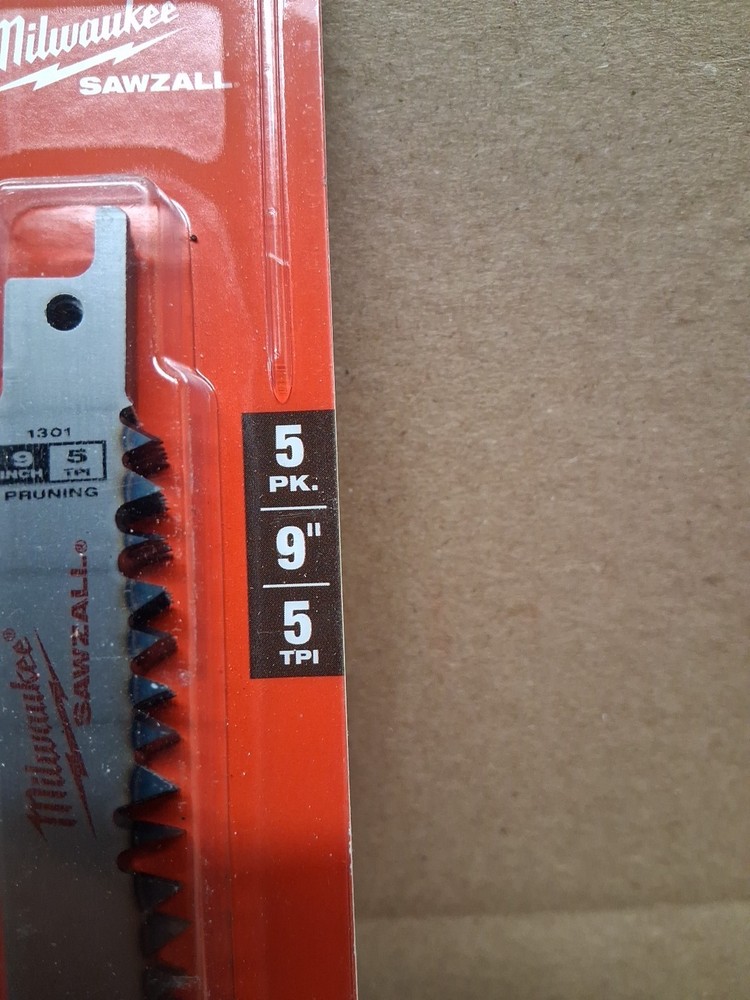 Milwaukee
SAWZALL
5
PK.
9"
5
TPI
1301
9 5
INCH TPI
PRUNING
Milwaukee®
SAWZALL®